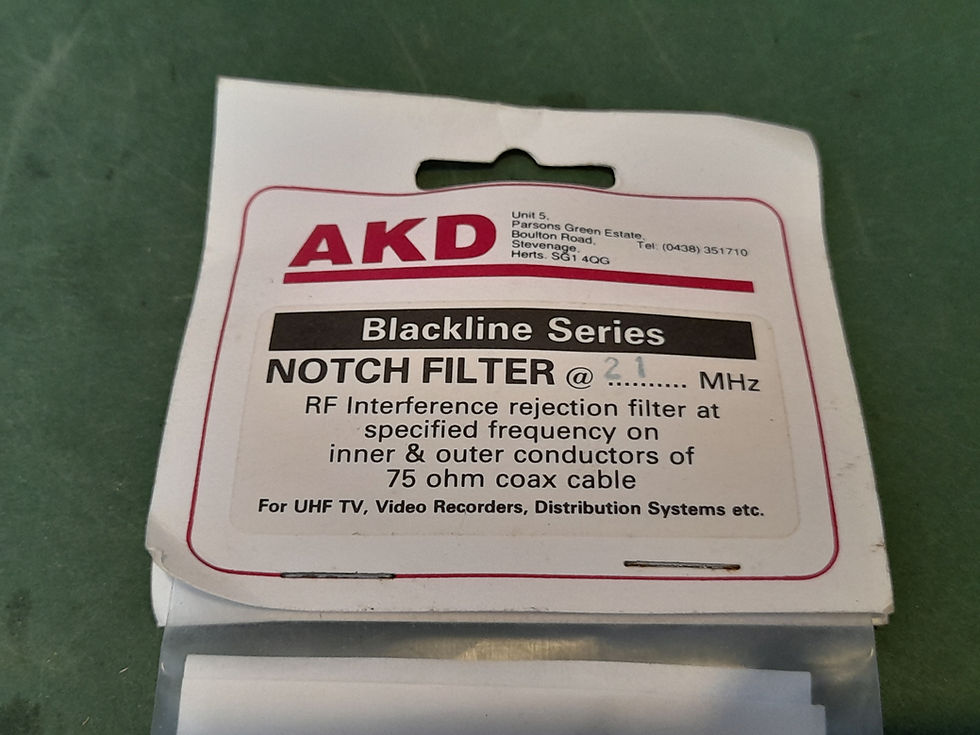 AKD
Unit 5,
Parsons Green Estate,
Boulton Road,
Stevenage,
Herts. SG1 4QG
Tel: (0438) 351710
Blackline Series
NOTCH FILTER @ 21 .......... MHz
RF Interference rejection filter at
specified frequency on
inner & outer conductors of
75 ohm coax cable
For UHF TV, Video Recorders, Distribution Systems etc.